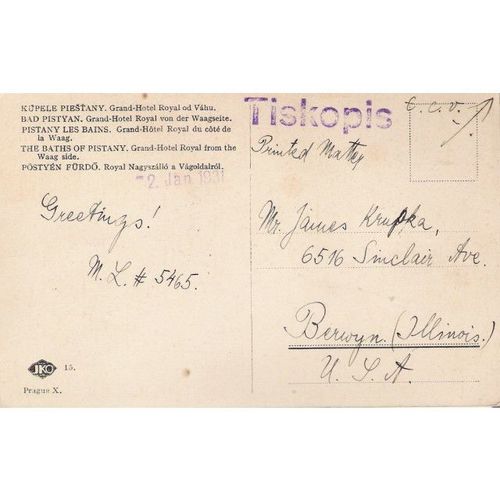 KÚPELE PIEŠŤANY. Grand-Hotel Royal od Váhu.
BAD PISTYAN. Grand-Hotel Royal von der Waagseite.
PISTANY LES BAINS. Grand-Hôtel Royal du côté de
la Waag.
THE BATHS OF PISTANY. Grand-Hotel Royal from the
Waag side.
PÖSTYÉN FÜRDŐ. Royal Nagyszálló a Vágoldalról.
2. Jan 1931
Tiskopis
Printed Matter
t. c. v.
Greetings!
M. L. # 5465.
Mr. James Krupka,
6516 Sinclair Ave.
Berwyn. (Illinois.)
U. S. A.
JKO 15.
Prague X.